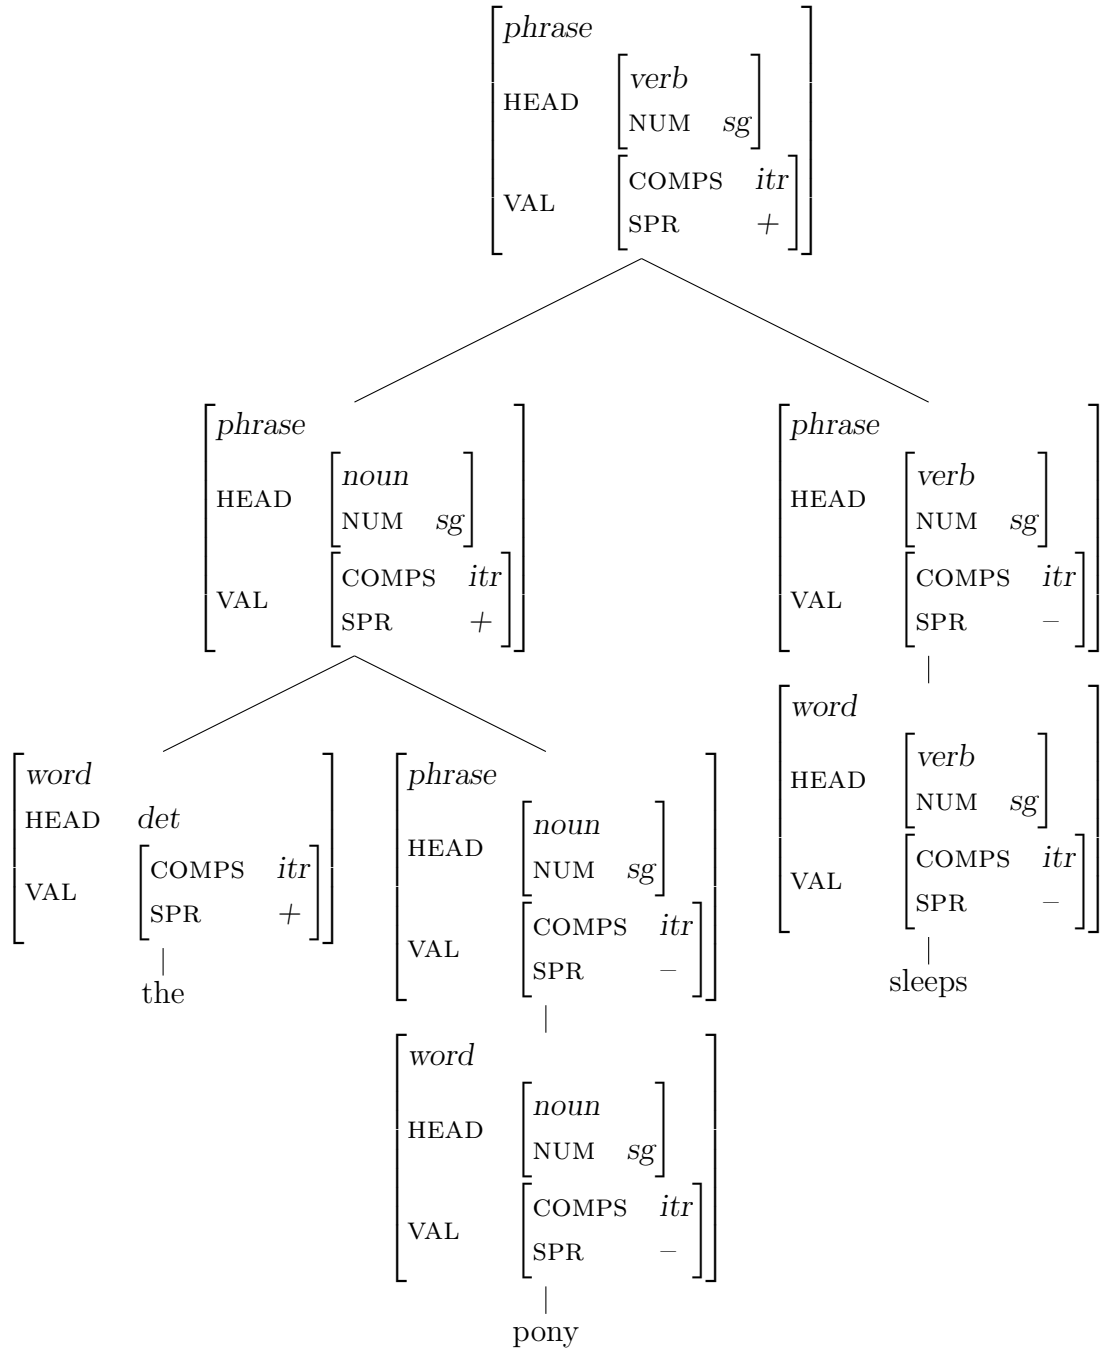 phrase
HEAD verb
NUM sg
VAL COMPS itr
SPR +
phrase
HEAD noun
NUM sg
VAL COMPS itr
SPR +
phrase
HEAD verb
NUM sg
VAL COMPS itr
SPR –
word
HEAD det
VAL COMPS itr
SPR +
the
phrase
HEAD noun
NUM sg
VAL COMPS itr
SPR –
word
HEAD noun
NUM sg
VAL COMPS itr
SPR –
pony
word
HEAD verb
NUM sg
VAL COMPS itr
SPR –
sleeps